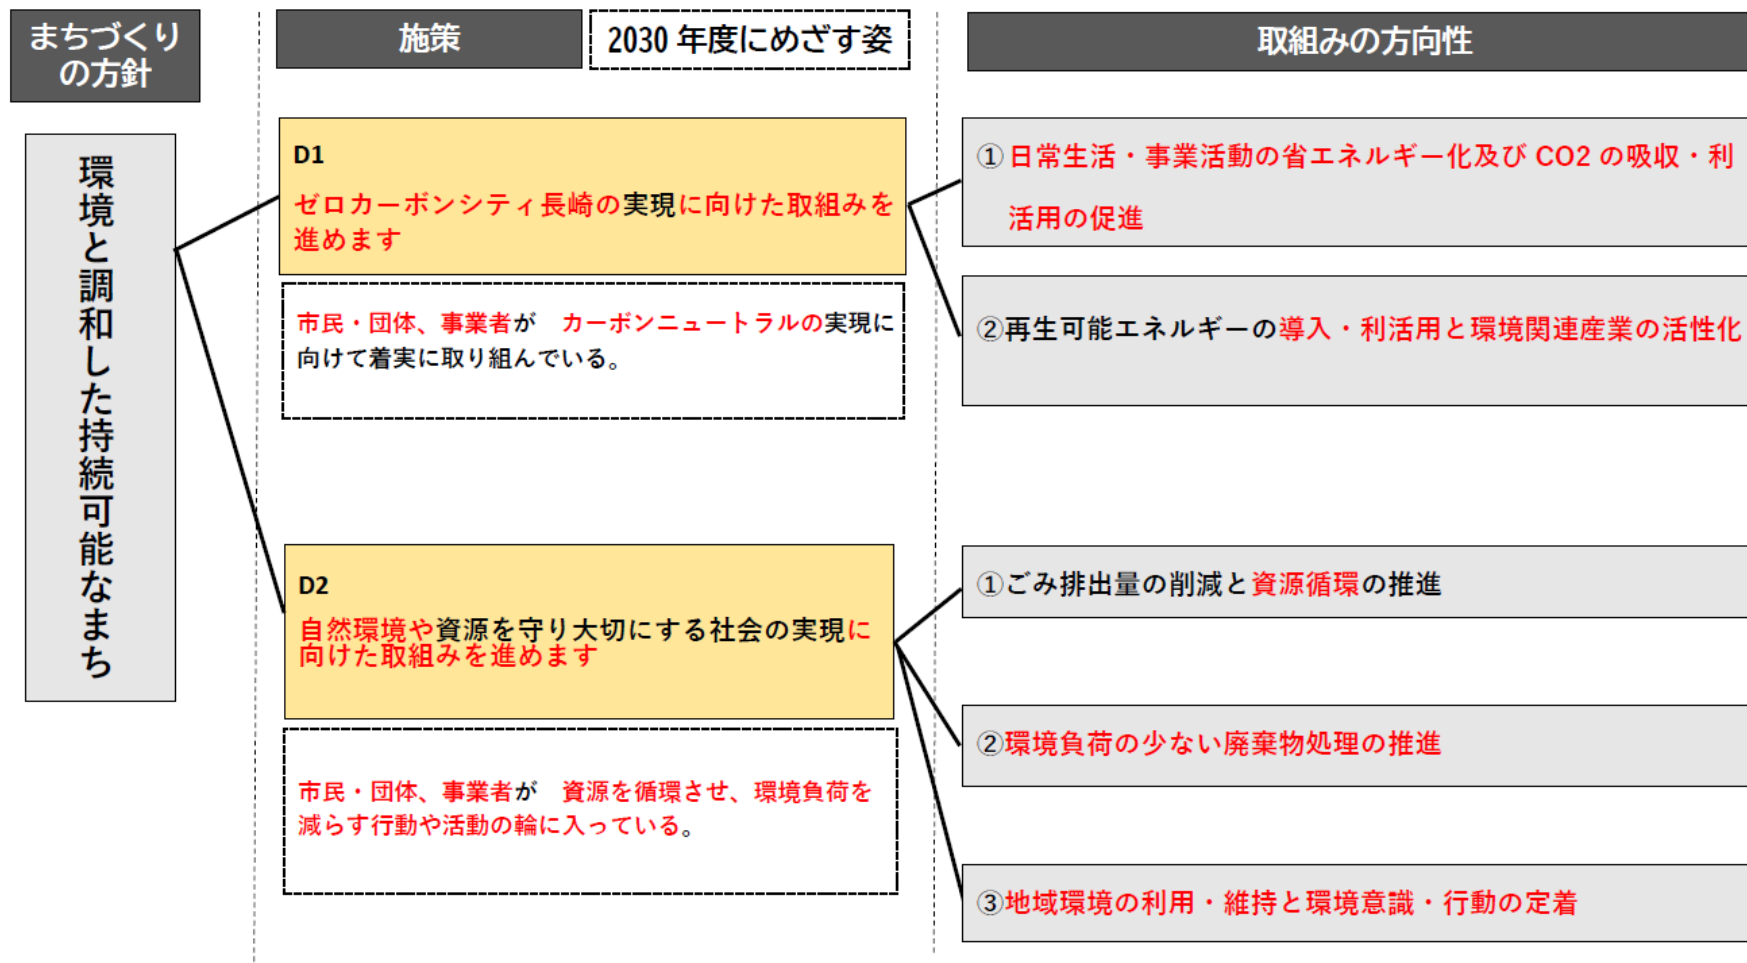 まちづくり
の方針
施策
2030 年度にめざす姿
取組みの方向性
環境と調和した持続可能なまち
D1
ゼロカーボンシティ長崎の実現に向けた取組みを
進めます
市民・団体、事業者が　カーボンニュートラルの実現に
向けて着実に取り組んでいる。
①日常生活・事業活動の省エネルギー化及び CO2 の吸収・利
活用の促進
②再生可能エネルギーの導入・利活用と環境関連産業の活性化
D2
自然環境や資源を守り大切にする社会の実現に
向けた取組みを進めます
市民・団体、事業者が　資源を循環させ、環境負荷を
減らす行動や活動の輪に入っている。
①ごみ排出量の削減と資源循環の推進
②環境負荷の少ない廃棄物処理の推進
③地域環境の利用・維持と環境意識・行動の定着